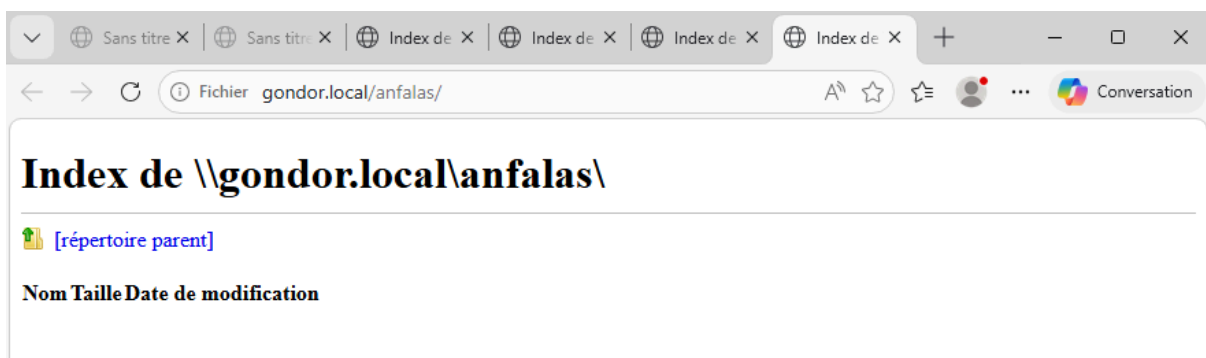 Sans titre Sans titre Index de Index de Index de Index de
Fichier gondor.local/anfalas/ Conversation
Index de \\gondor.local\anfalas\
[répertoire parent]
Nom Taille Date de modification